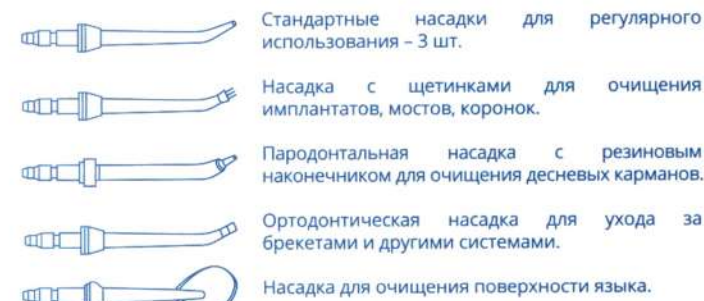 Стандартные насадки для регулярного
использования – 3 шт.
Насадка с щетинками для очищения
имплантатов, мостов, коронок.
Пародонтальная насадка с резиновым
наконечником для очищения десневых карманов.
Ортодонтическая насадка для ухода за
брекетами и другими системами.
Насадка для очищения поверхности языка.